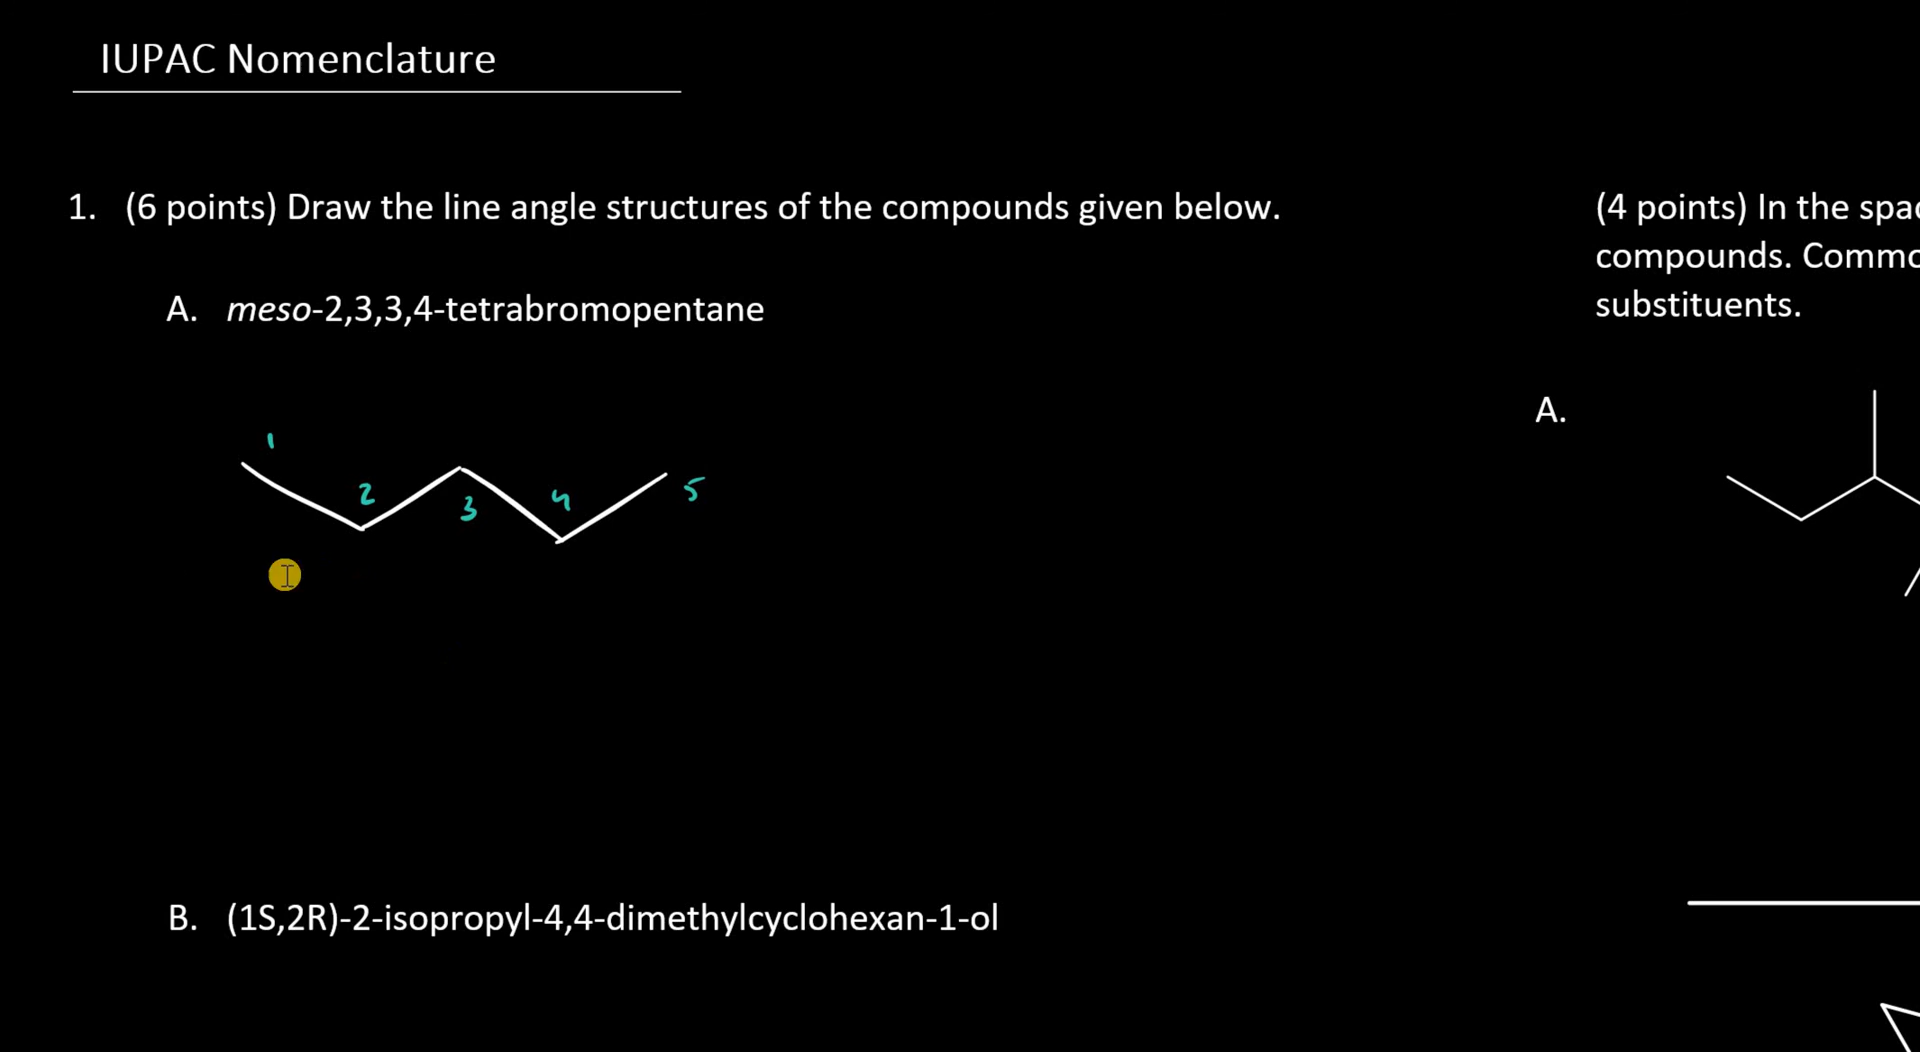 IUPAC Nomenclature
1. (6 points) Draw the line angle structures of the compounds given below.
A. meso-2,3,3,4-tetrabromopentane
1
2
3
4
5
B. (1S,2R)-2-isopropyl-4,4-dimethylcyclohexan-1-ol
(4 points) In the spac
compounds. Commo
substituents.
A.